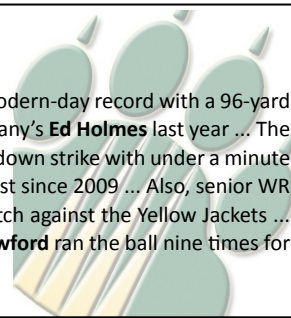 odern-day record with a 96-yard
any's Ed Holmes last year ... The
down strike with under a minute
st since 2009 ... Also, senior WR
tch against the Yellow Jackets ...
wford ran the ball nine times for